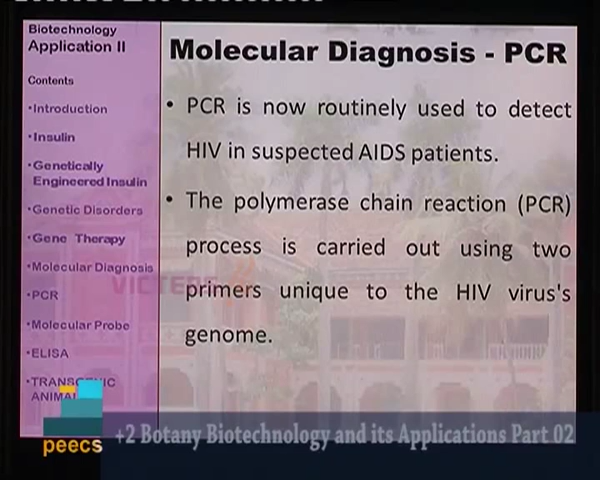 Biotechnology
Application II
Contents
•Introduction
•Insulin
•Genetically
Engineered Insulin
•Genetic Disorders
•Gene Therapy
•Molecular Diagnosis
•PCR
•Molecular Probe
•ELISA
•TRANSGENIC
ANIMAL
Molecular Diagnosis - PCR
• PCR is now routinely used to detect
HIV in suspected AIDS patients.
• The polymerase chain reaction (PCR)
process is carried out using two
primers unique to the HIV virus's
genome.
VICTERS
peecs
+2 Botany Biotechnology and its Applications Part 02